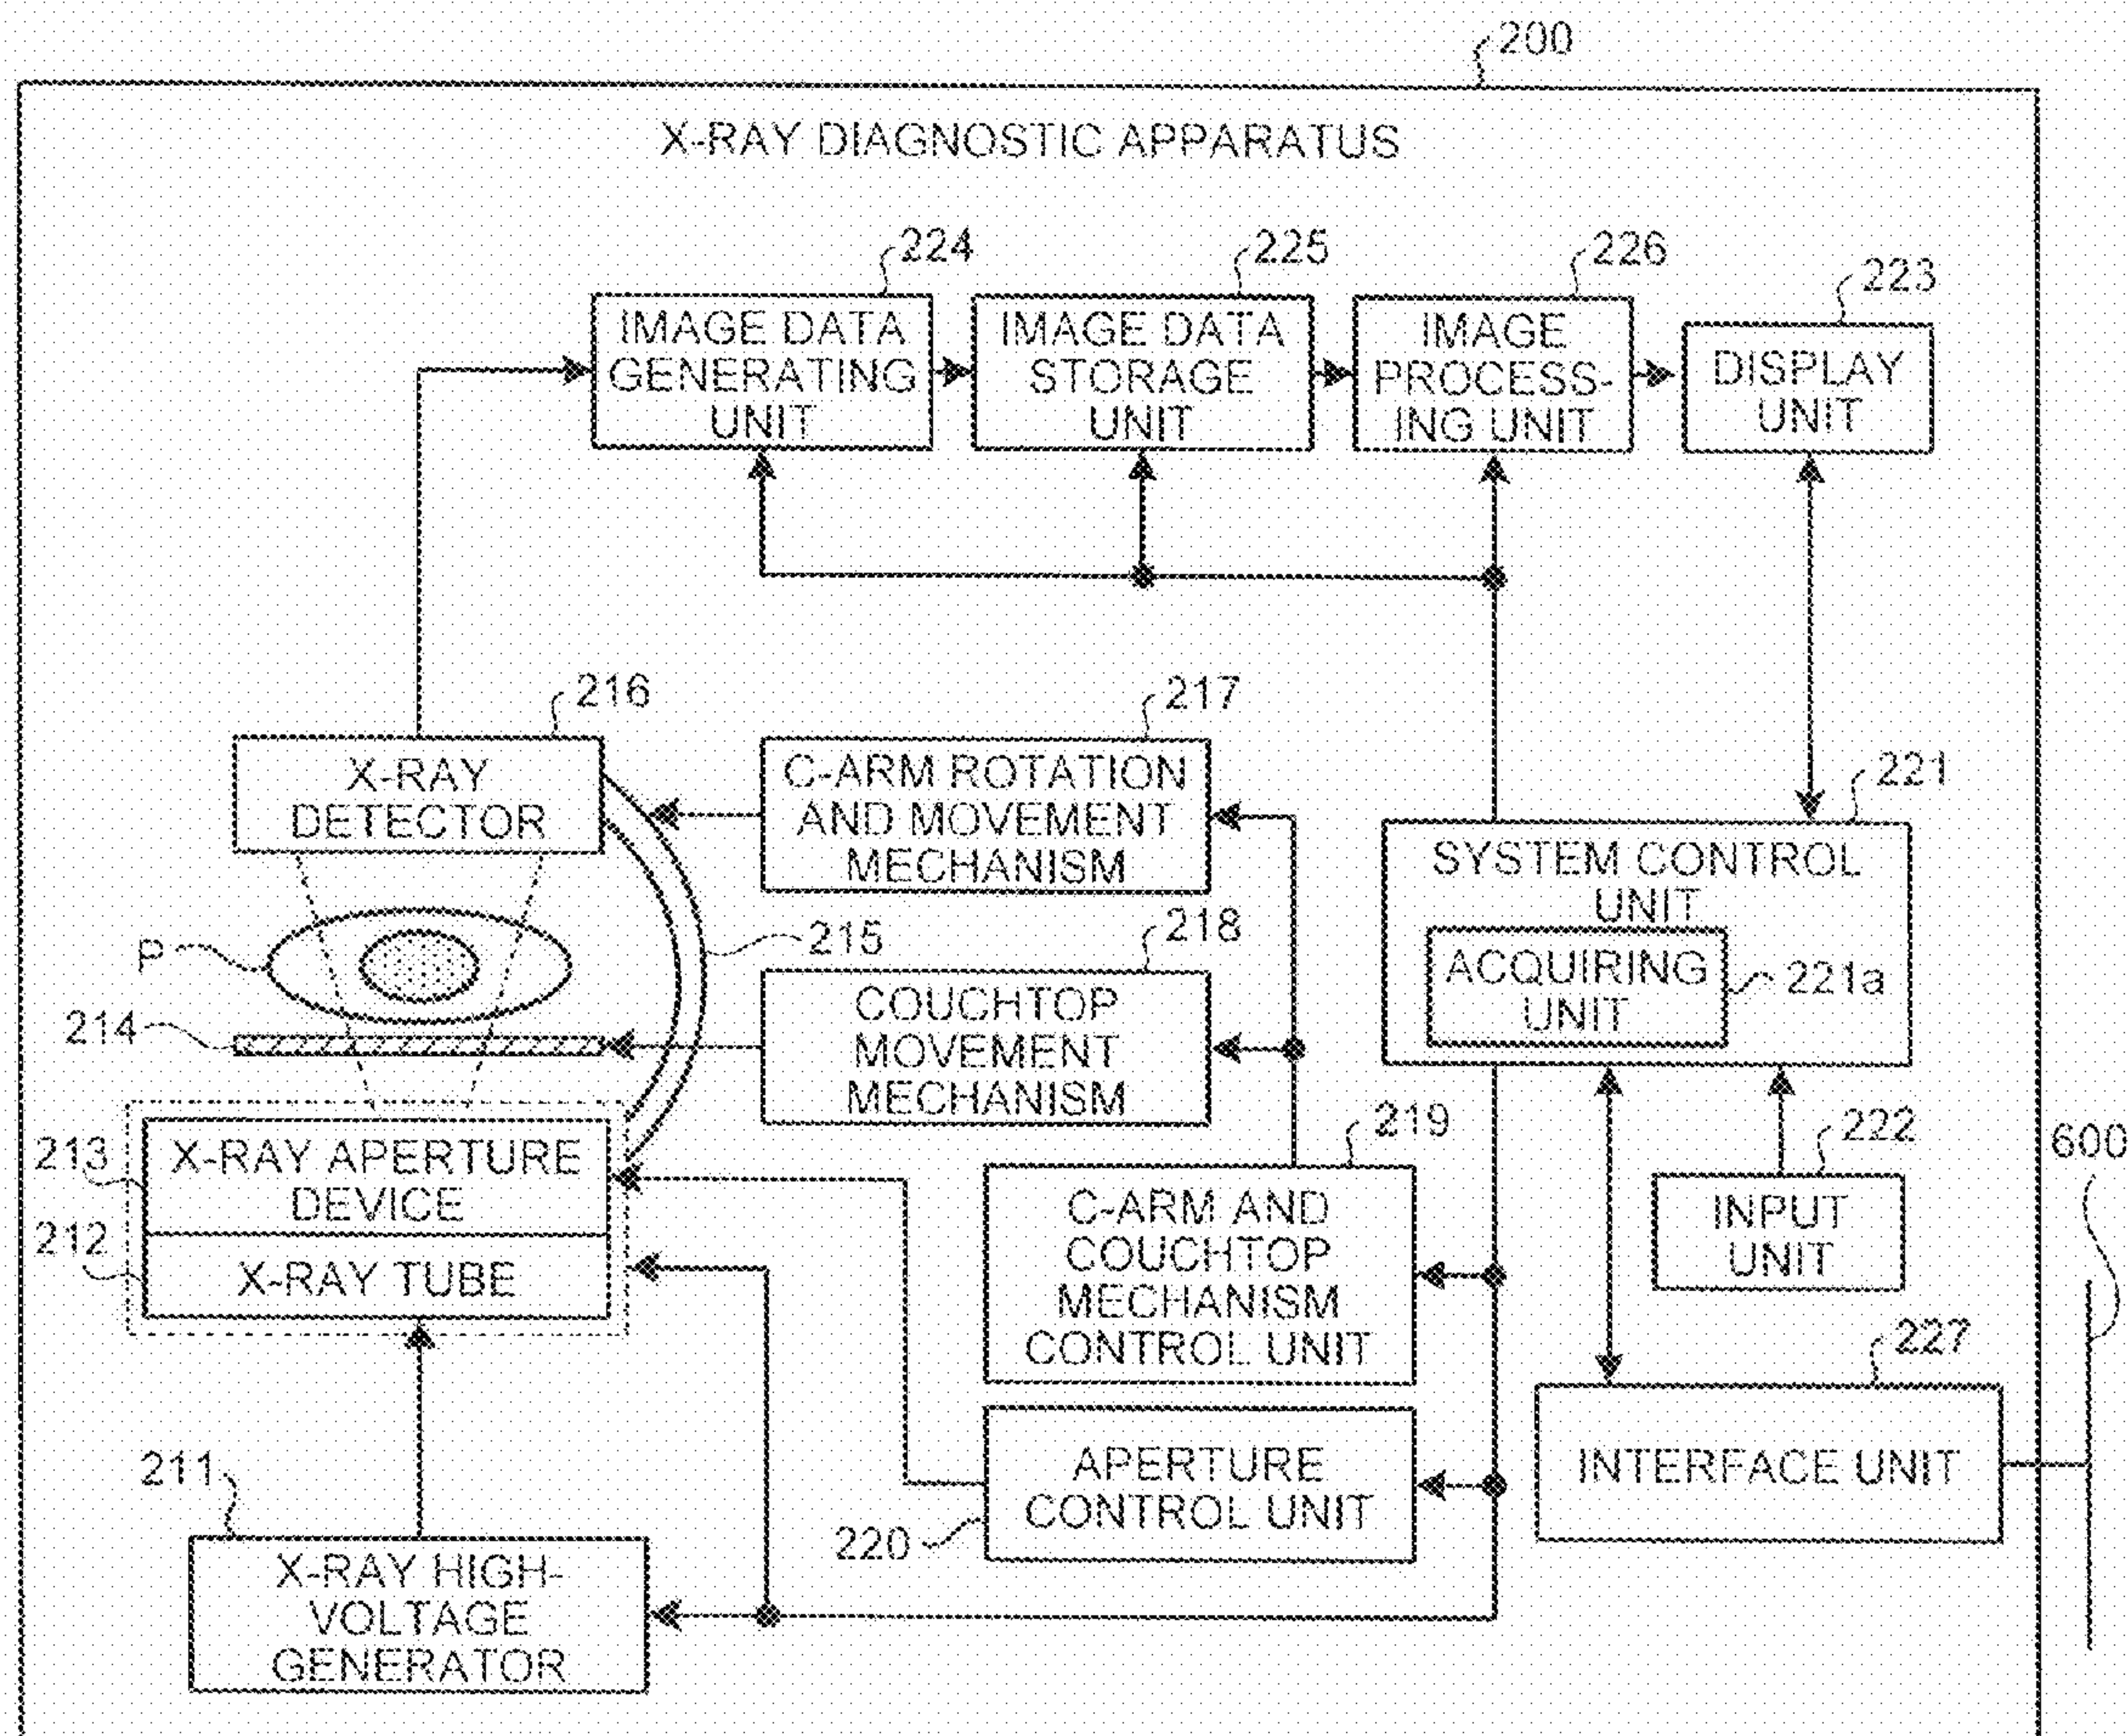 200
X-RAY DIAGNOSTIC APPARATUS
224
225
226
223
IMAGE DATA
GENERATING
UNIT
IMAGE DATA
STORAGE
UNIT
IMAGE
PROCESS-
ING UNIT
DISPLAY
UNIT
216
217
221
X-RAY
DETECTOR
C-ARM ROTATION
AND MOVEMENT
MECHANISM
SYSTEM CONTROL
UNIT
ACQUIRING
UNIT
221a
P
215
218
214
COUCHTOP
MOVEMENT
MECHANISM
219
222
600
213
X-RAY APERTURE
DEVICE
212
X-RAY TUBE
C-ARM AND
COUCHTOP
MECHANISM
CONTROL UNIT
INPUT
UNIT
227
211
APERTURE
CONTROL UNIT
220
INTERFACE UNIT
X-RAY HIGH-
VOLTAGE
GENERATOR